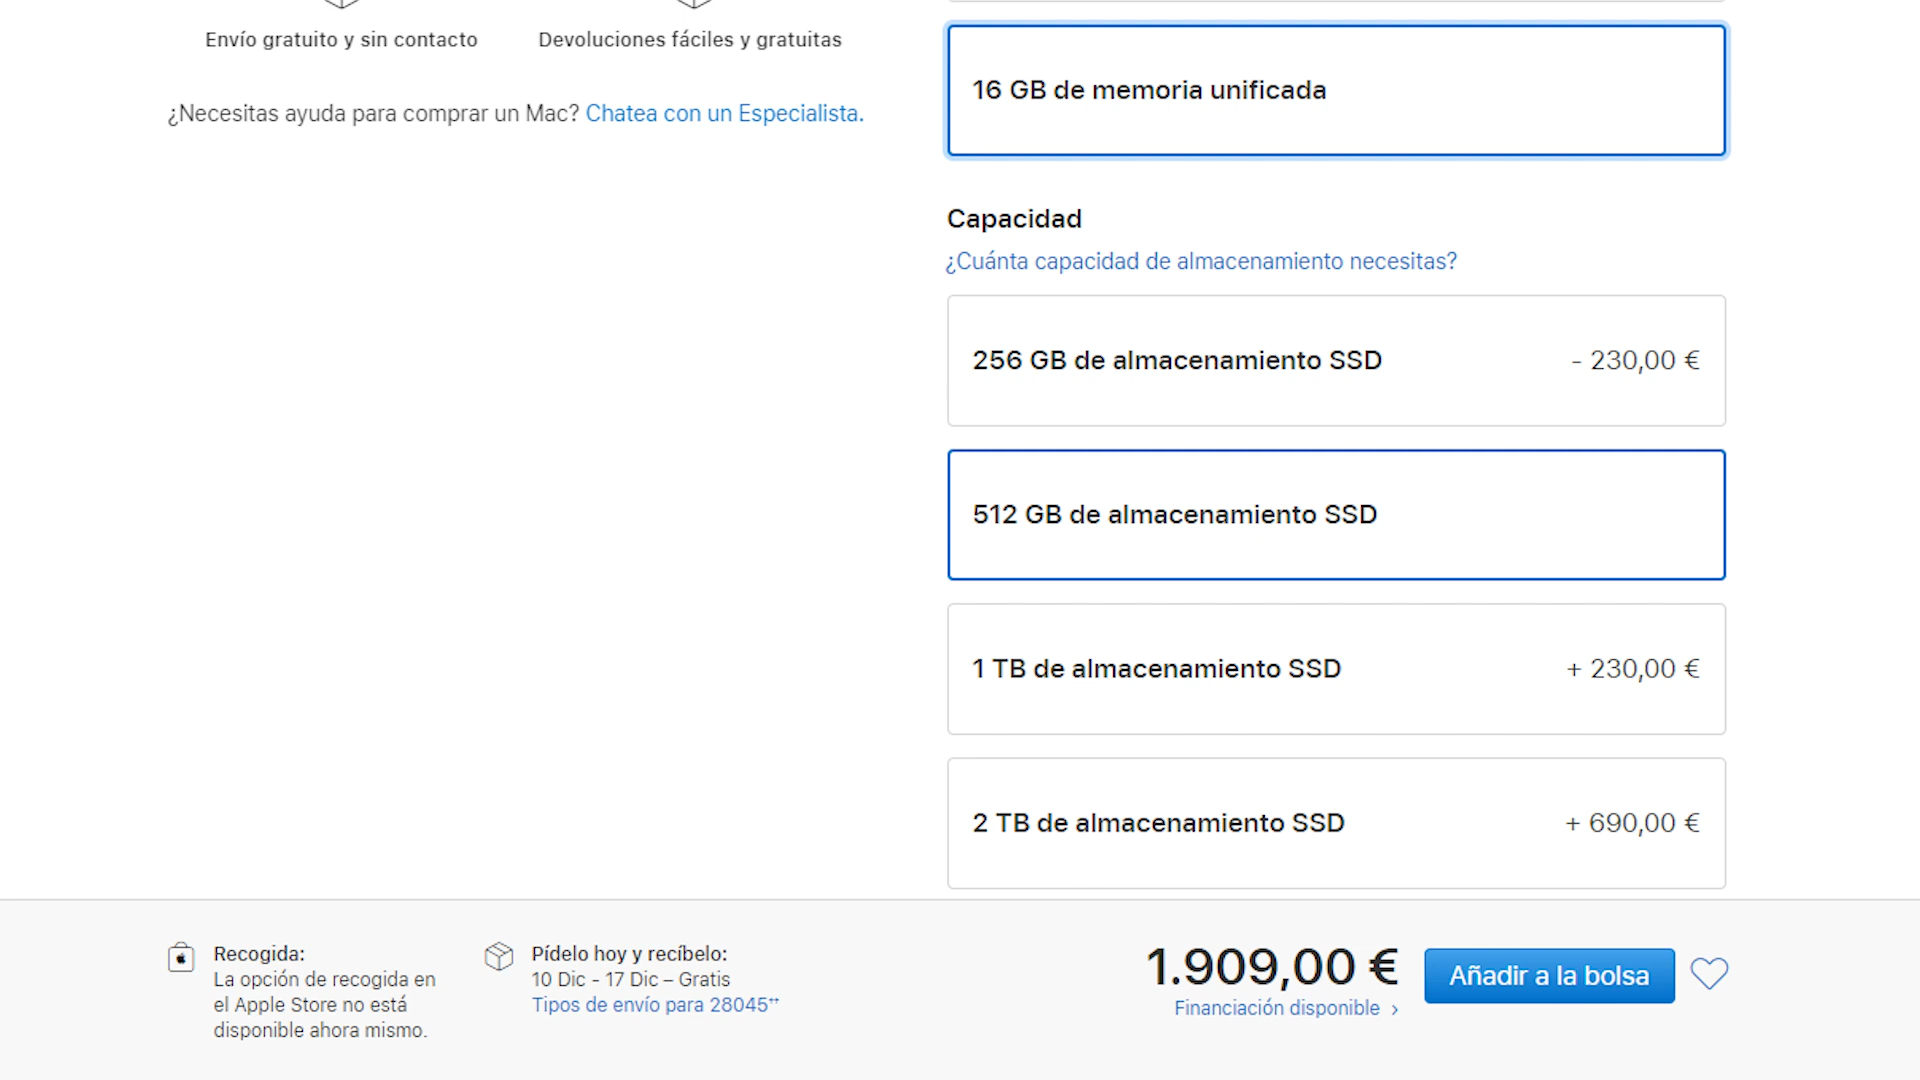 Envío gratuito y sin contacto
Devoluciones fáciles y gratuitas
¿Necesitas ayuda para comprar un Mac? Chatea con un Especialista.
16 GB de memoria unificada
Capacidad
¿Cuánta capacidad de almacenamiento necesitas?
256 GB de almacenamiento SSD - 230,00 €
512 GB de almacenamiento SSD
1 TB de almacenamiento SSD + 230,00 €
2 TB de almacenamiento SSD + 690,00 €
Recogida:
La opción de recogida en
el Apple Store no está
disponible ahora mismo.
Pídelo hoy y recíbelo:
10 Dic - 17 Dic – Gratis
Tipos de envío para 28045⁺⁺
1.909,00 €
Financiación disponible >
Añadir a la bolsa